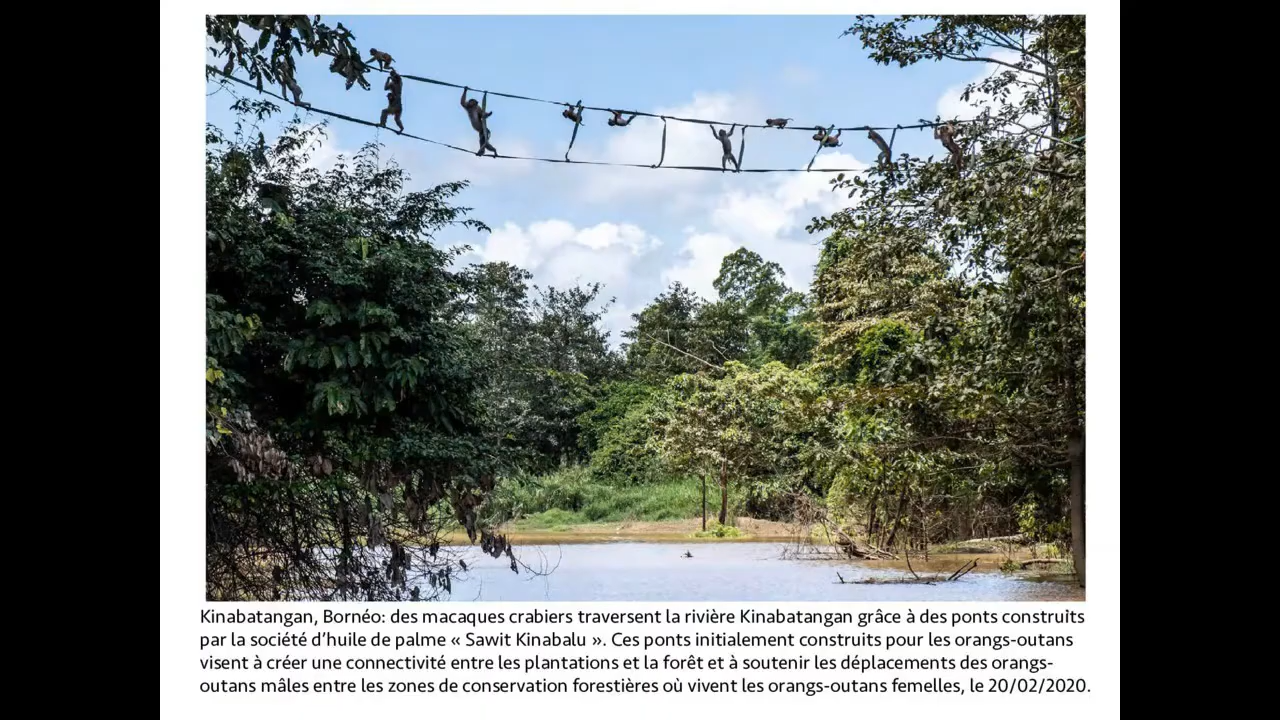 Kinabatangan, Bornéo: des macaques crabiers traversent la rivière Kinabatangan grâce à des ponts construits
par la société d’huile de palme « Sawit Kinabalu ». Ces ponts initialement construits pour les orangs-outans
visent à créer une connectivité entre les plantations et la forêt et à soutenir les déplacements des orangs-
outans mâles entre les zones de conservation forestières où vivent les orangs-outans femelles, le 20/02/2020.